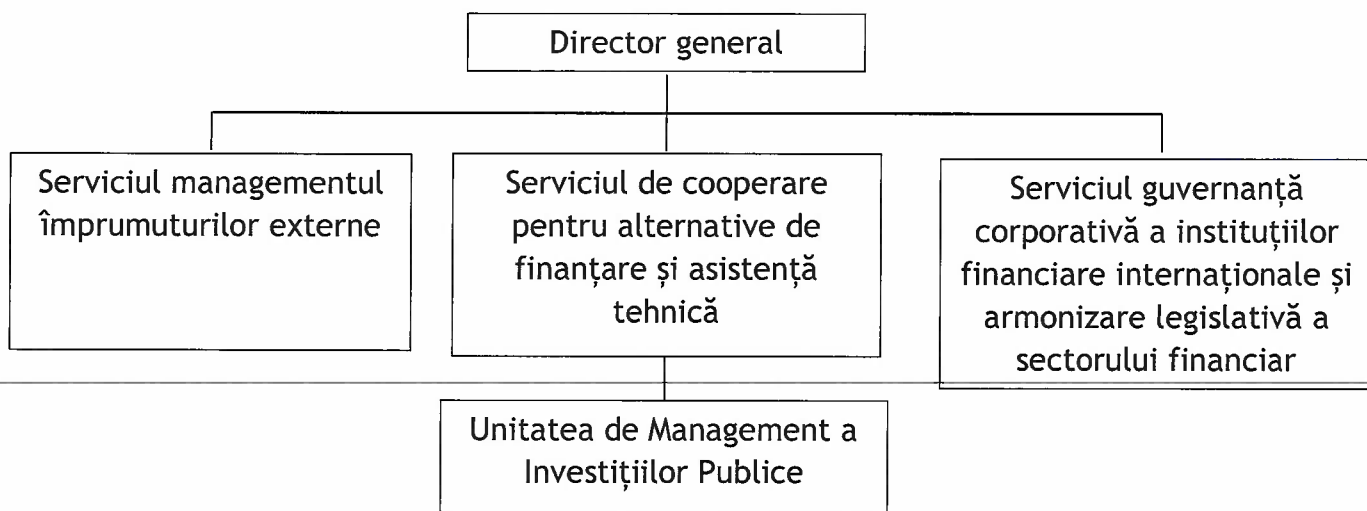 Director general
Serviciul managementul
împrumuturilor externe
Serviciul de cooperare
pentru alternative de
finanțare și asistență
tehnică
Serviciul guvernanță
corporativă a instituțiilor
financiare internaționale și
armonizare legislativă a
sectorului financiar
Unitatea de Management a
Investițiilor Publice